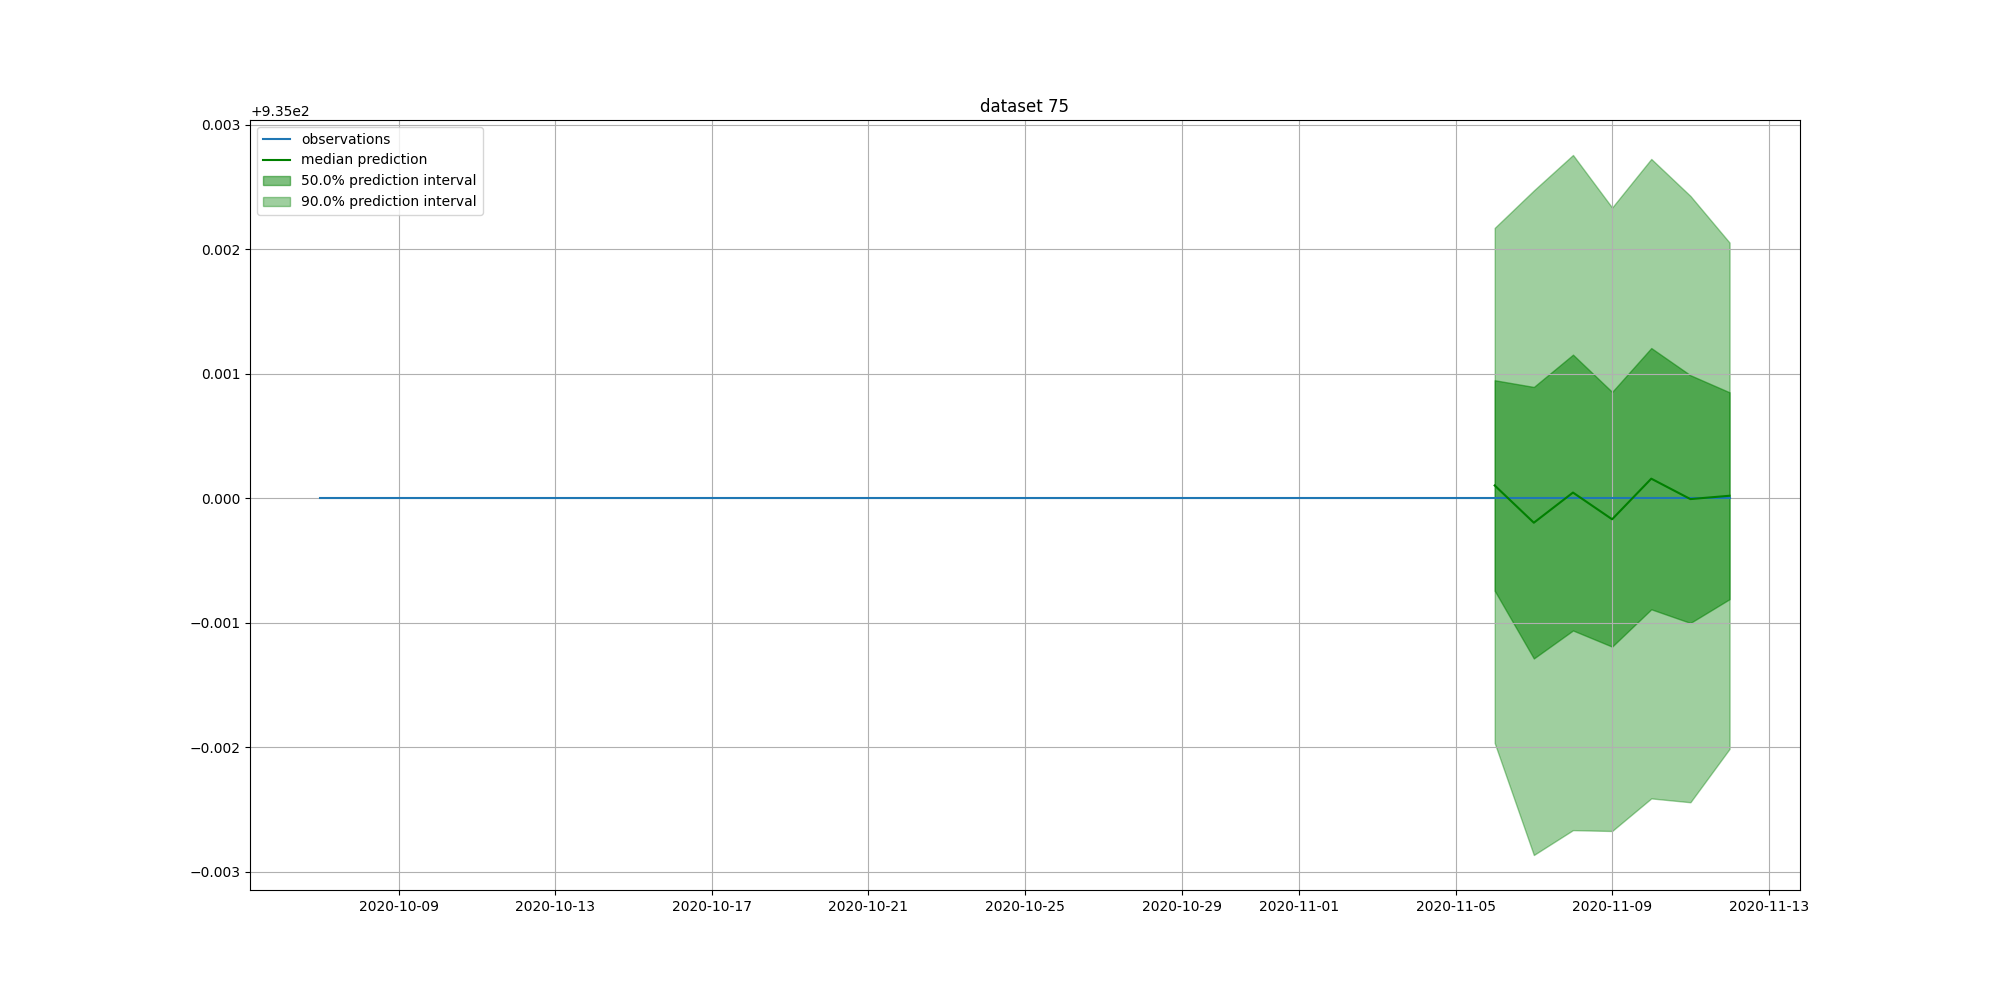 dataset 75
+9.35e2
0.003
0.002
0.001
0.000
−0.001
−0.002
−0.003
observations
median prediction
50.0% prediction interval
90.0% prediction interval
2020-10-09 2020-10-13 2020-10-17 2020-10-21 2020-10-25 2020-10-29 2020-11-01 2020-11-05 2020-11-09 2020-11-13